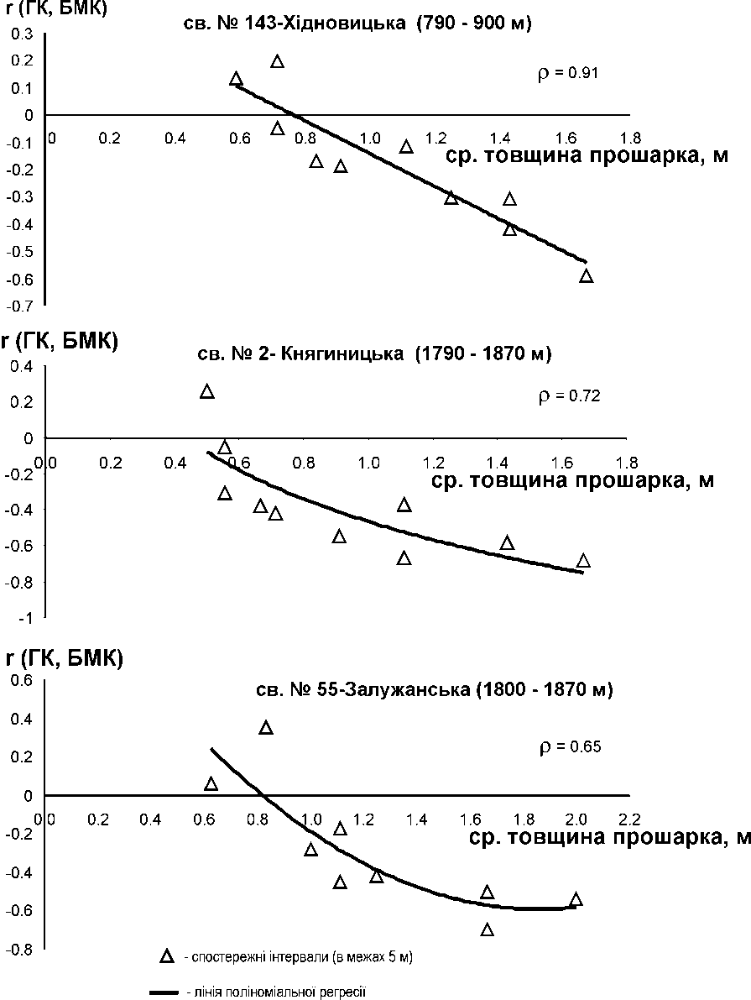 r (ГК, БМК)
св. № 143-Хідновицька (790 - 900 м)
0.3
0.2
ρ = 0.91
0.1
0
0 0.2 0.4 0.6 0.8 1.0 1.2 1.4 1.6 1.8
-0.1
ср. товщина прошарка, м
-0.2
-0.3
-0.4
-0.5
-0.6
-0.7
r (ГК, БМК)
св. № 2- Княгиницька (1790 - 1870 м)
0.4
ρ = 0.72
0.2
0
0.0 0.2 0.4 0.6 0.8 1.0 1.2 1.4 1.6 1.8
-0.2
ср. товщина прошарка, м
-0.4
-0.6
-0.8
-1
r (ГК, БМК)
0.6
св. № 55-Залужанська (1800 - 1870 м)
0.4
ρ = 0.65
0.2
0
0.0 0.2 0.4 0.6 0.8 1.0 1.2 1.4 1.6 1.8 2.0 2.2
-0.2
ср. товщина прошарка, м
-0.4
-0.6
-0.8
- спостережні інтервали (в межах 5 м)
- лінія поліноміальної регресії